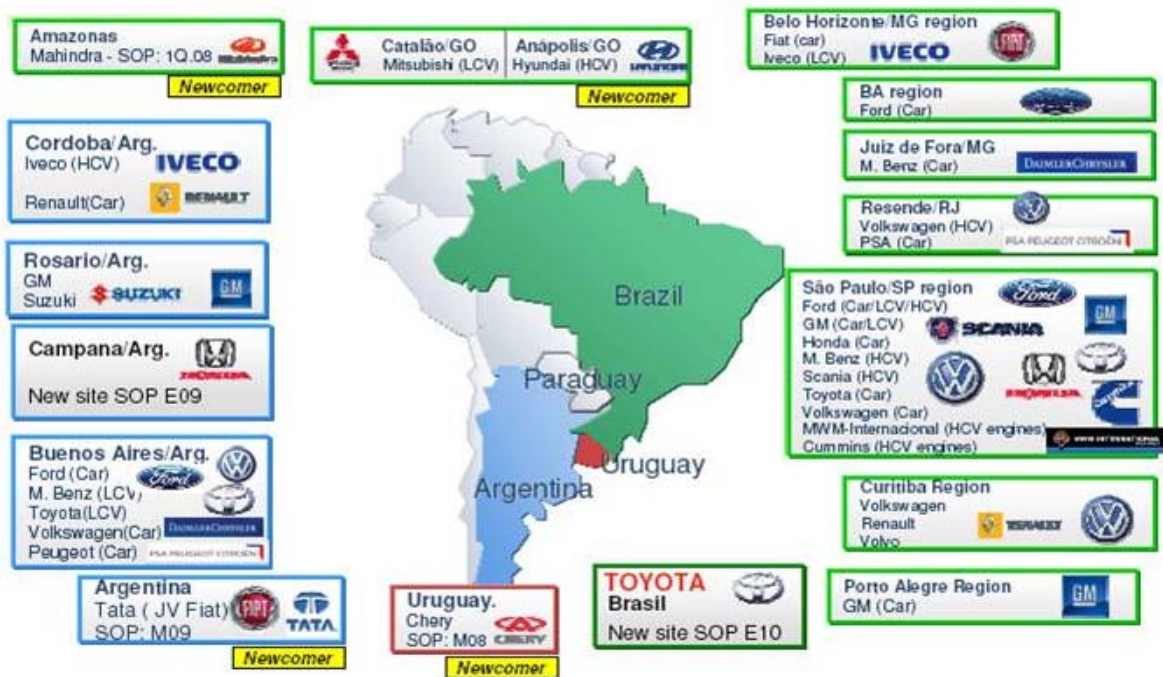 Amazonas
Mahindra - SOP: 1Q.08
Mahindra
Newcomer
Catalão/GO
Mitsubishi (LCV)
Anápolis/GO
Hyundai (HCV)
HYUNDAI
Newcomer
Belo Horizonte/MG region
Fiat (car)
Iveco (LCV)
IVECO
FIAT
BA region
Ford (Car)
Juiz de Fora/MG
M. Benz (Car)
DAIMLERCHRYSLER
Resende/RJ
Volkswagen (HCV)
PSA (Car)
PSA PEUGEOT CITROËN
Cordoba/Arg.
Iveco (HCV)
IVECO
Renault(Car)
RENAULT
Rosario/Arg.
GM
Suzuki
SUZUKI
GM
Campana/Arg.
HONDA
New site SOP E09
Buenos Aires/Arg.
Ford (Car)
Ford
M. Benz (LCV)
Toyota(LCV)
Volkswagen(Car)
DAIMLERCHRYSLER
Peugeot (Car)
PSA PEUGEOT CITROËN
Argentina
Tata ( JV Fiat)
SOP: M09
FIAT
TATA
Newcomer
Brazil
Paraguay
Uruguay
Argentina
São Paulo/SP region
Ford (Car/LCV/HCV)
Ford
GM (Car/LCV)
GM
SCANIA
Honda (Car)
M. Benz (HCV)
Scania (HCV)
Toyota (Car)
HONDA
Cummins
Volkswagen (Car)
MWM-Internacional (HCV engines)
MWM INTERNATIONAL
Cummins (HCV engines)
Curitiba Region
Volkswagen
Renault
RENAULT
Volvo
Porto Alegre Region
GM (Car)
GM
Uruguay.
Chery
SOP: M08
CHERY
Newcomer
TOYOTA
Brasil
New site SOP E10